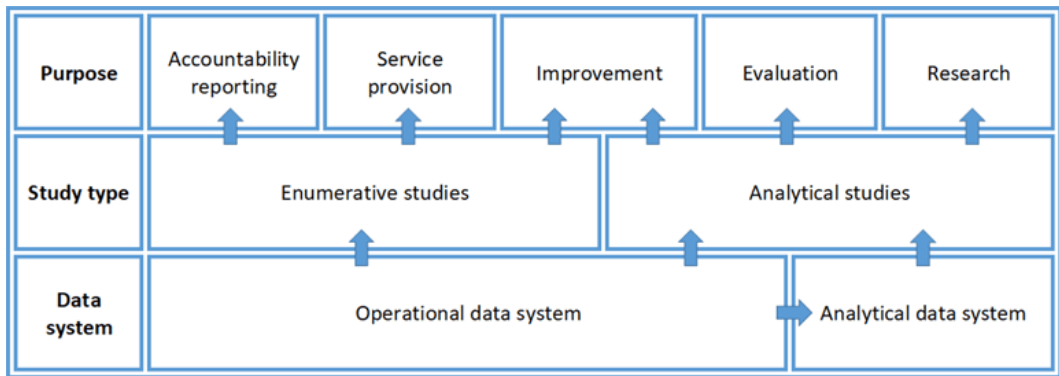 Purpose
Accountability
reporting
Service
provision
Improvement
Evaluation
Research
Study type
Enumerative studies
Analytical studies
Data
system
Operational data system
Analytical data system